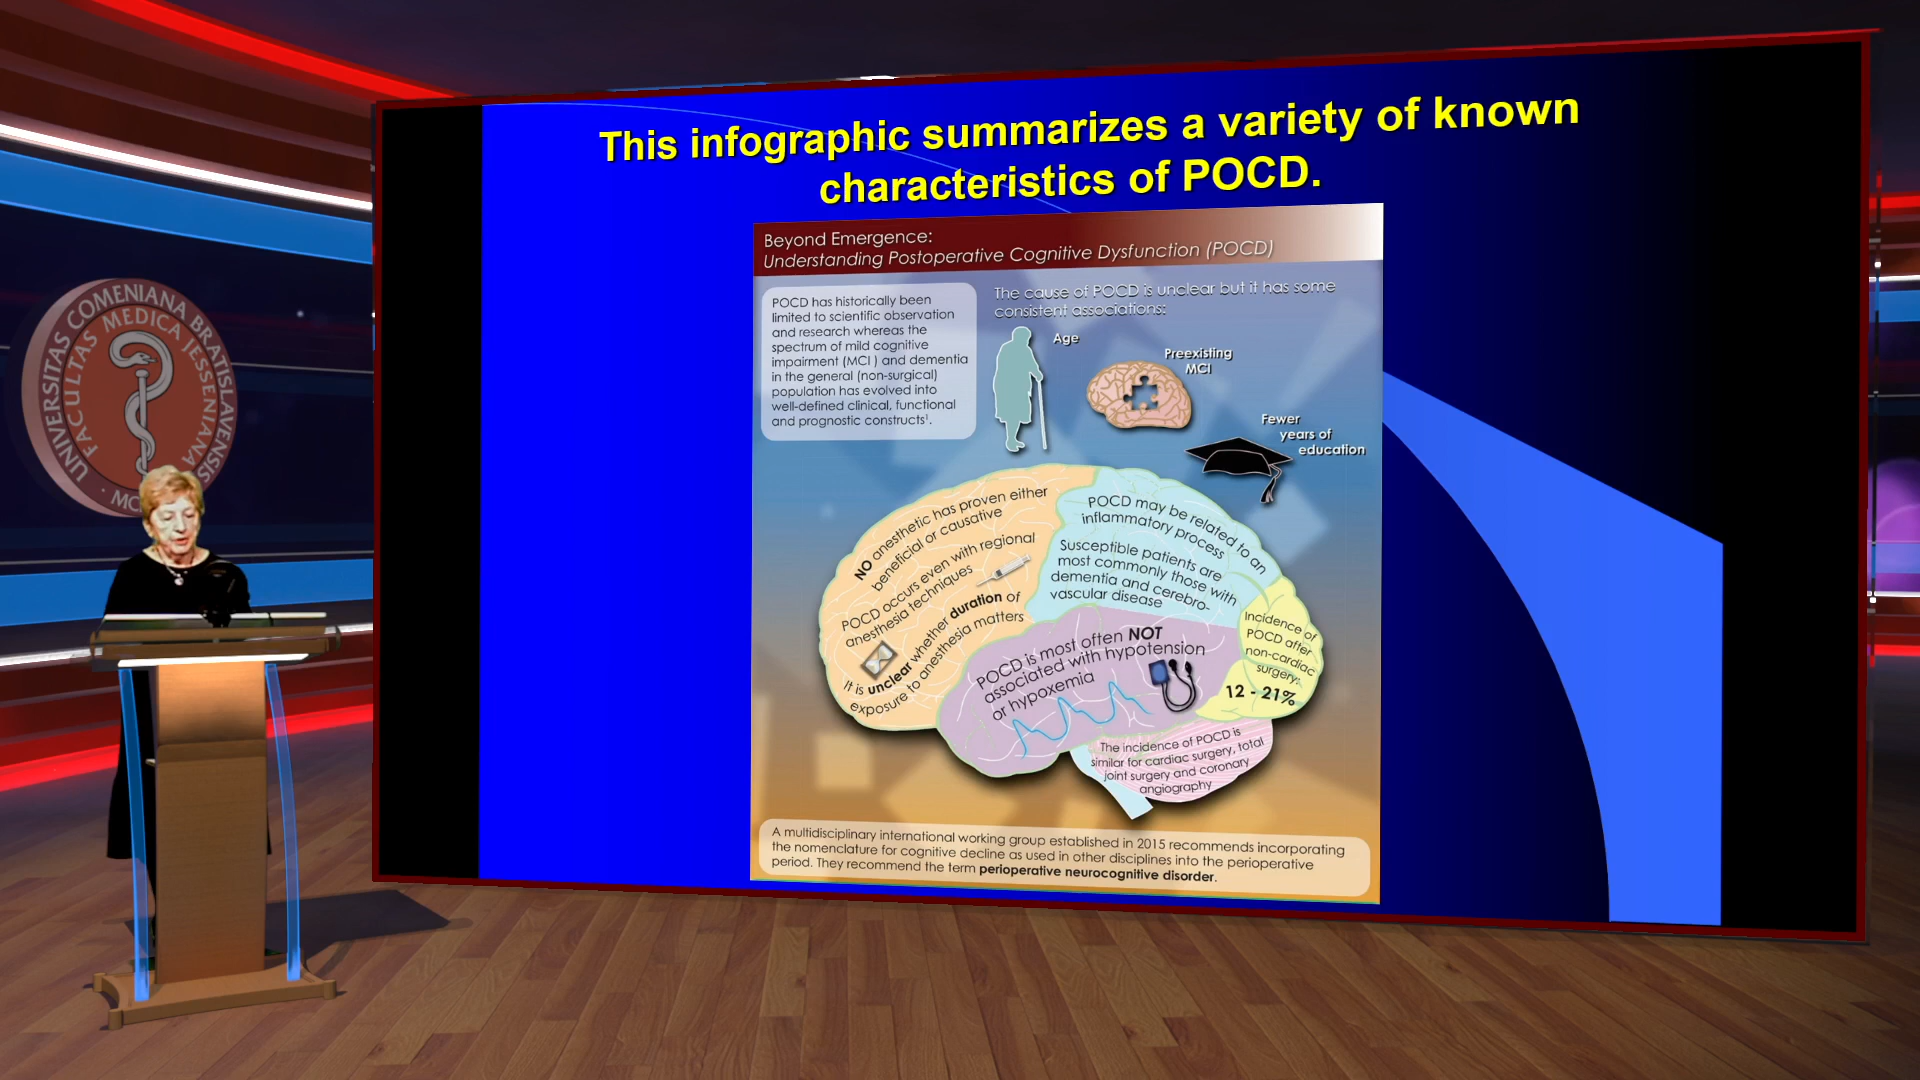 This infographic summarizes a variety of known
characteristics of POCD.
Beyond Emergence:
Understanding Postoperative Cognitive Dysfunction (POCD)
POCD has historically been
limited to scientific observation
and research whereas the
spectrum of mild cognitive
impairment (MCI ) and dementia
in the general (non-surgical)
population has evolved into
well-defined clinical, functional
and prognostic constructs¹.
The cause of POCD is unclear but it has some
consistent associations:
Age
Preexisting
MCI
Fewer
years of
education
NO anesthetic has proven either
beneficial or causative
POCD occurs even with regional
anesthesia techniques
It is unclear whether duration of
exposure to anesthesia matters
POCD may be related to an
inflammatory process
Susceptible patients are
most commonly those with
dementia and cerebro-
vascular disease
POCD is most often NOT
associated with hypotension
or hypoxemia
Incidence of
POCD after
non-cardiac
surgery:
12 - 21%
The incidence of POCD is
similar for cardiac surgery, total
joint surgery and coronary
angiography
A multidisciplinary international working group established in 2015 recommends incorporating
the nomenclature for cognitive decline as used in other disciplines into the perioperative
period. They recommend the term perioperative neurocognitive disorder.
UNIVERSITAS COMENIANA BRATISLAVENSIS
FACULTAS MEDICA JESSENIANA